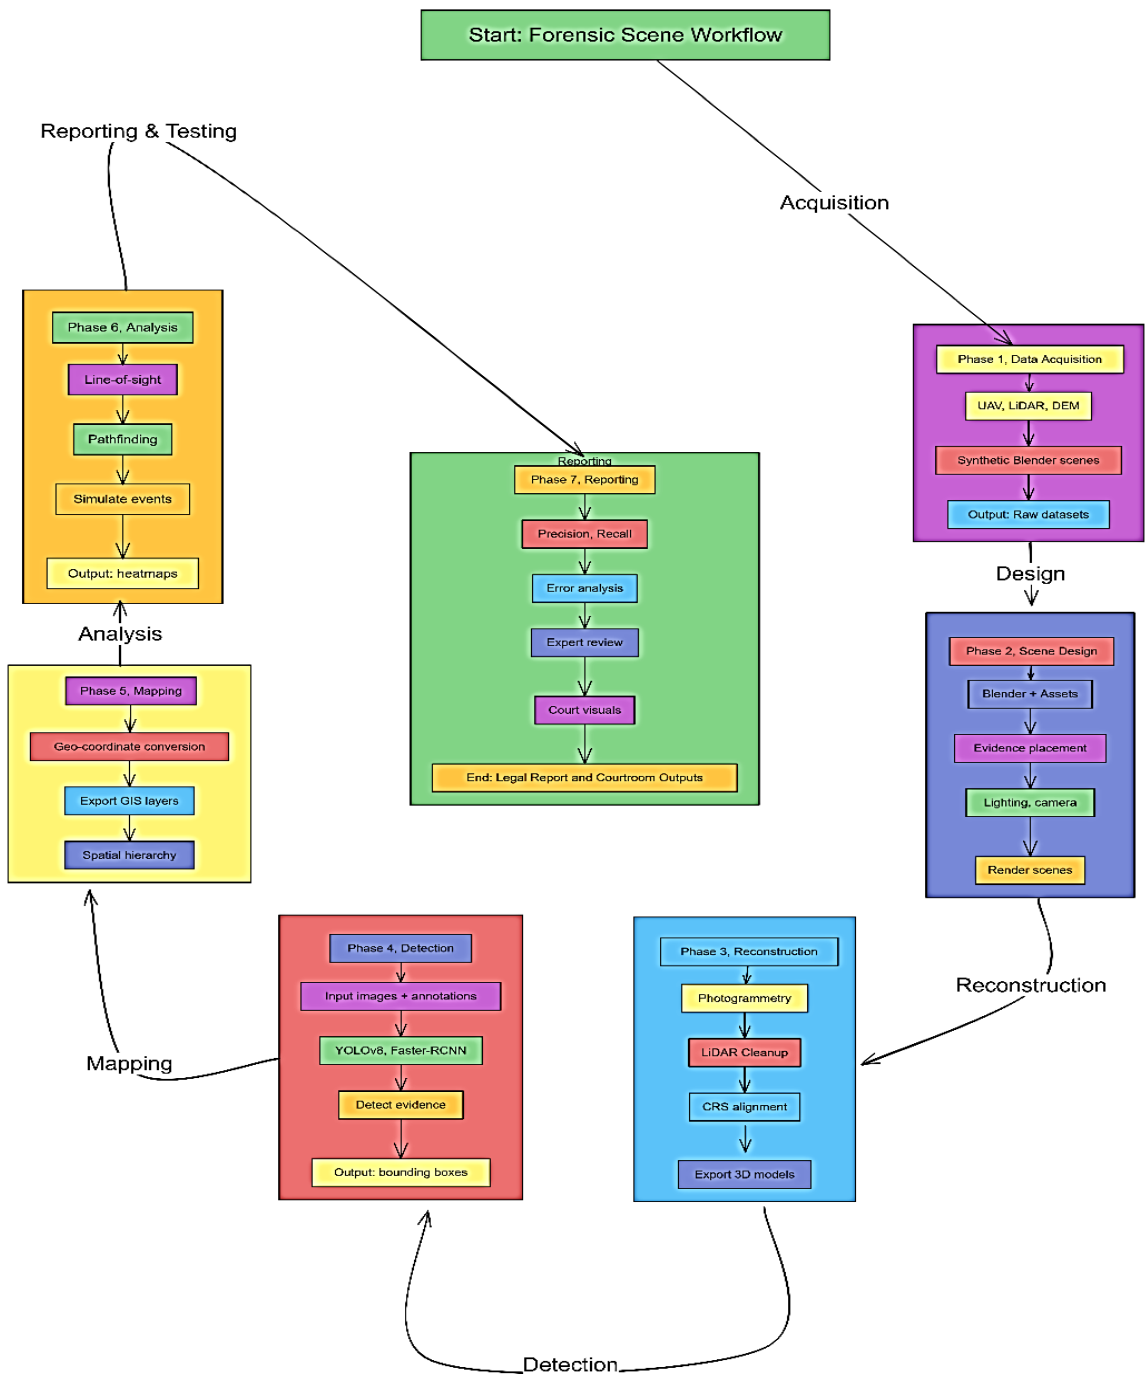 Start: Forensic Scene Workflow
Acquisition
Phase 1, Data Acquisition
UAV, LiDAR, DEM
Synthetic Blender scenes
Output: Raw datasets
Design
Phase 2, Scene Design
Blender + Assets
Evidence placement
Lighting, camera
Render scenes
Reconstruction
Phase 3, Reconstruction
Photogrammetry
LiDAR Cleanup
CRS alignment
Export 3D models
Detection
Phase 4, Detection
Input images + annotations
YOLOv8, Faster-RCNN
Detect evidence
Output: bounding boxes
Mapping
Phase 5, Mapping
Geo-coordinate conversion
Export GIS layers
Spatial hierarchy
Analysis
Phase 6, Analysis
Line-of-sight
Pathfinding
Simulate events
Output: heatmaps
Reporting & Testing
Reporting
Phase 7, Reporting
Precision, Recall
Error analysis
Expert review
Court visuals
End: Legal Report and Courtroom Outputs